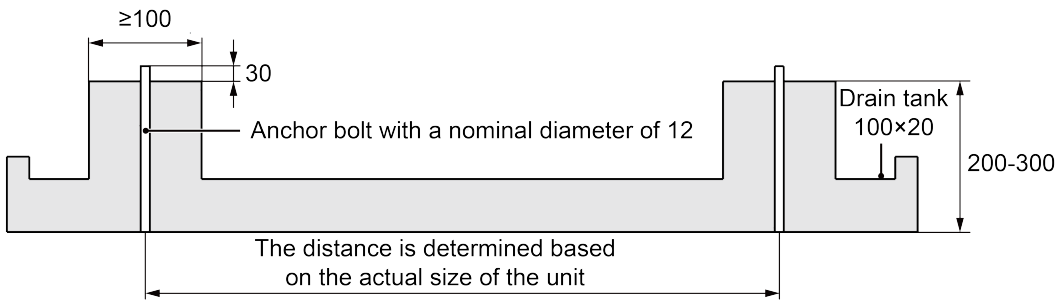 ≥100
30
Anchor bolt with a nominal diameter of 12
Drain tank
100×20
200-300
The distance is determined based
on the actual size of the unit